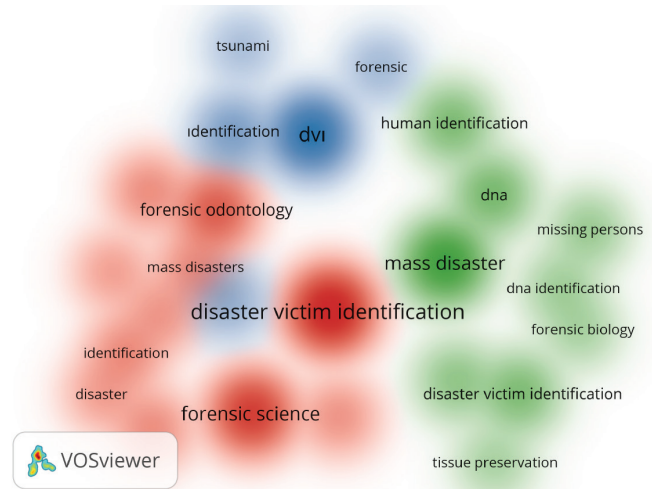 tsunami
forensic
identification
dvi
human identification
dna
forensic odontology
missing persons
mass disasters
mass disaster
dna identification
disaster victim identification
forensic biology
identification
disaster
disaster victim identification
forensic science
VOSviewer
tissue preservation